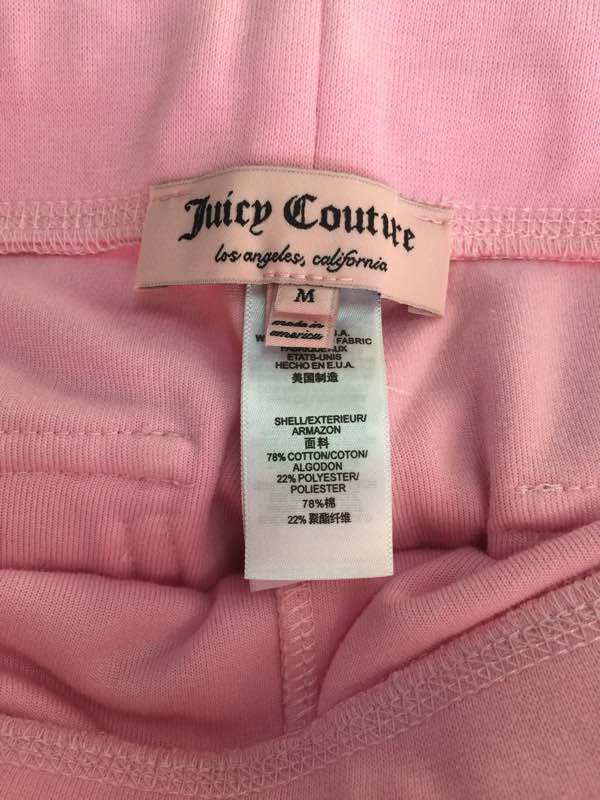 Juicy Couture
los angeles, california
M
made in
america
.A.
FABRIC
ETATS-UNIS
HECHO EN E.U.A.
美国制造
SHELL/EXTERIEUR/
ARMAZON
面料
78% COTTON/COTON/
ALGODON
22% POLYESTER/
POLIESTER
78%棉
22% 聚酯纤维